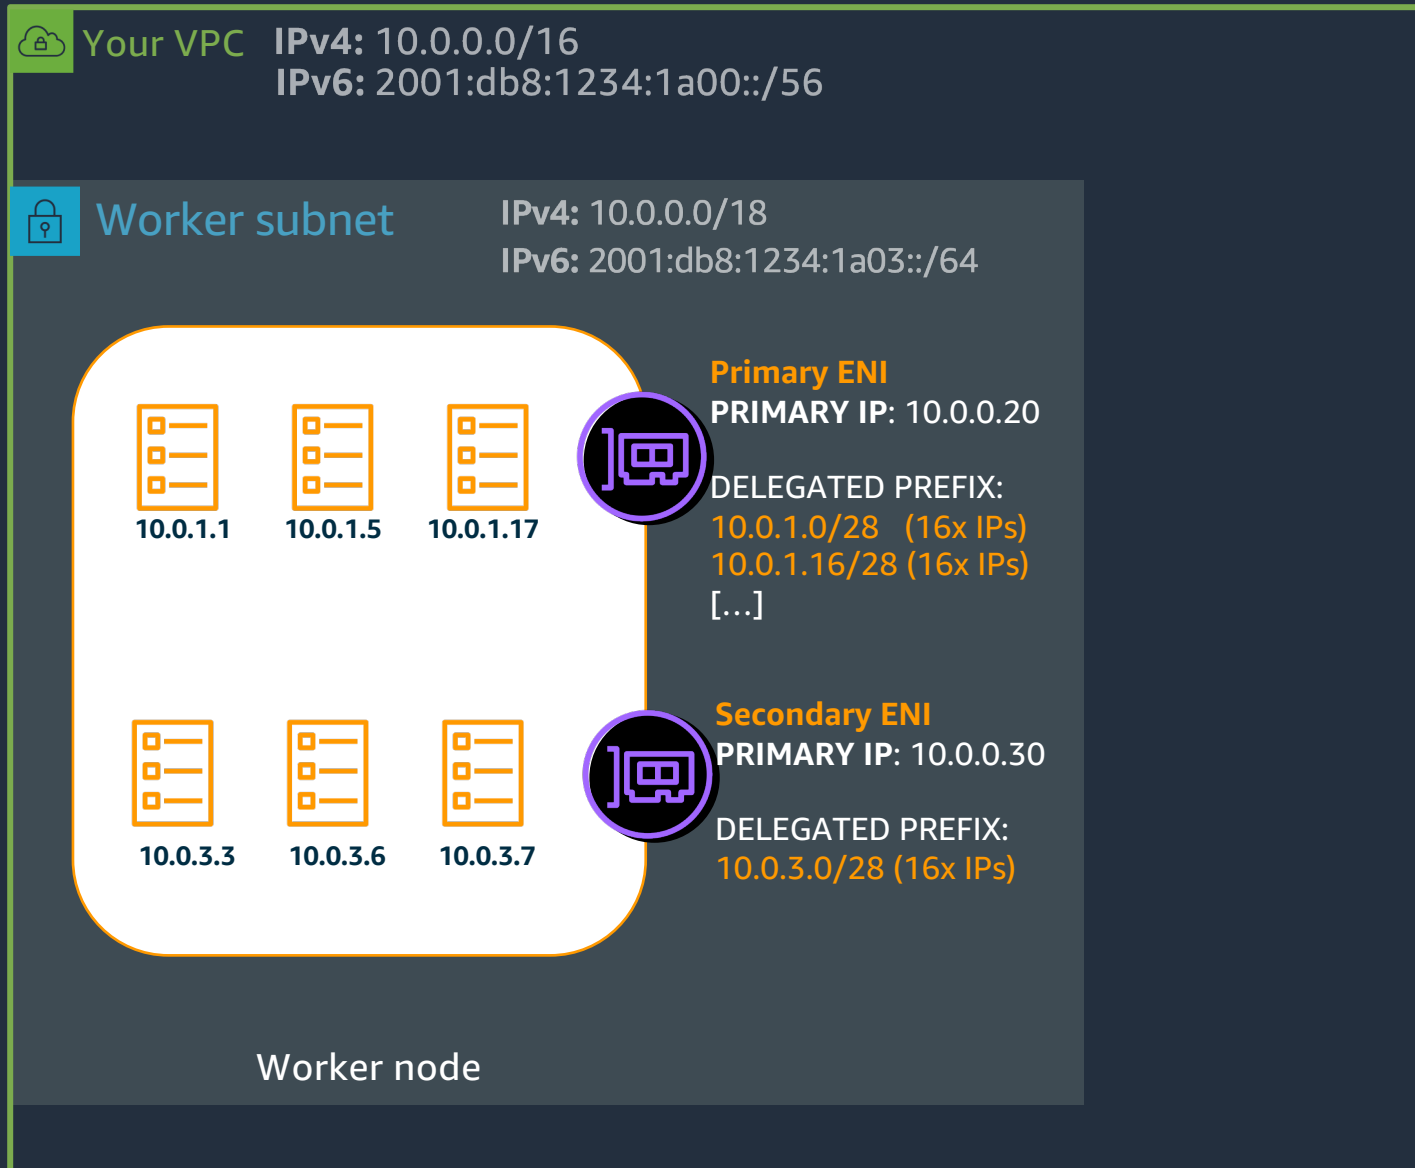 Your VPC IPv4: 10.0.0.0/16
IPv6: 2001:db8:1234:1a00::/56
Worker subnet IPv4: 10.0.0.0/18
IPv6: 2001:db8:1234:1a03::/64
Primary ENI
PRIMARY IP: 10.0.0.20
DELEGATED PREFIX:
10.0.1.0/28 (16x IPs)
10.0.1.16/28 (16x IPs)
[…]
10.0.1.1 10.0.1.5 10.0.1.17
Secondary ENI
PRIMARY IP: 10.0.0.30
DELEGATED PREFIX:
10.0.3.0/28 (16x IPs)
10.0.3.3 10.0.3.6 10.0.3.7
Worker node